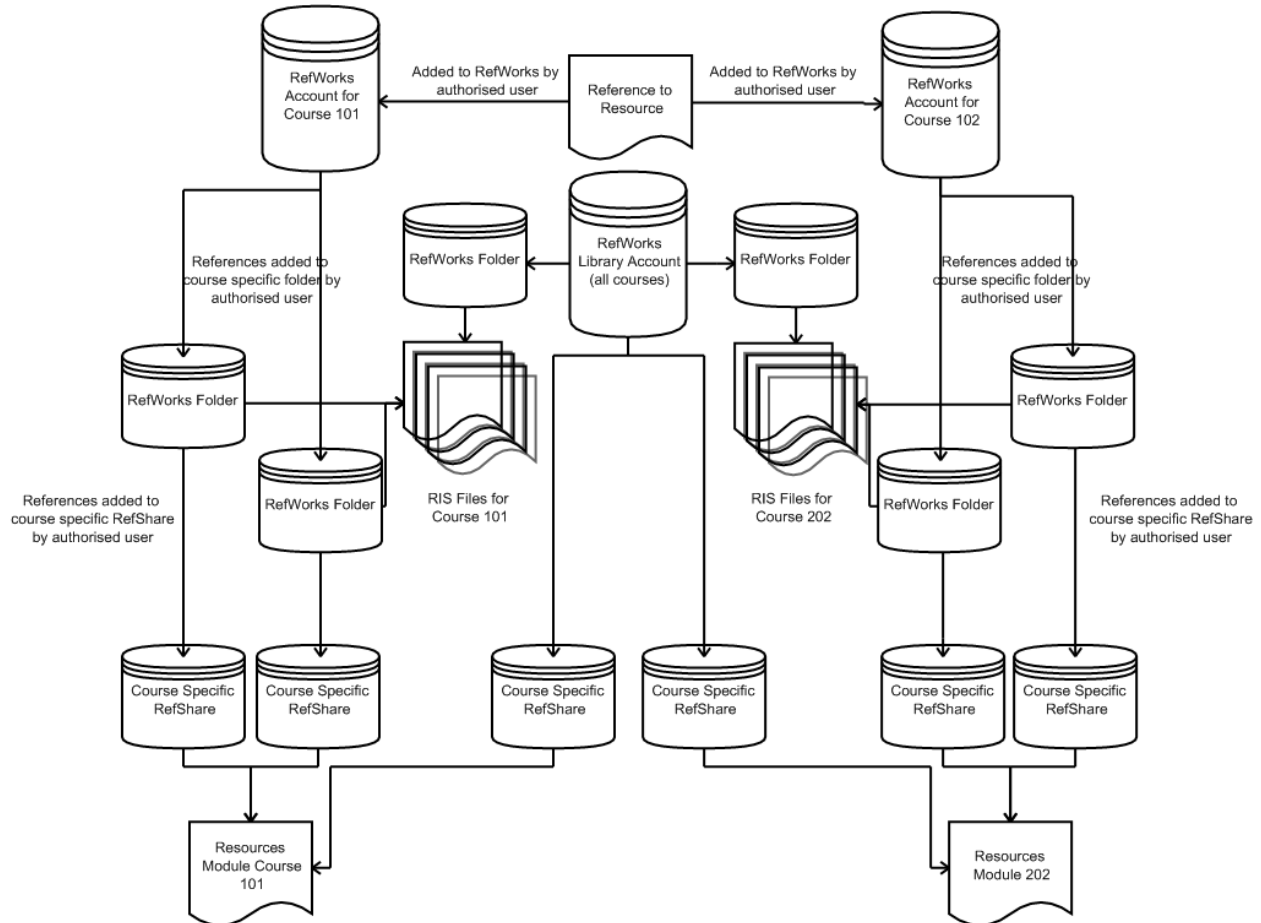 RefWorks
Account for
Course 101
Added to RefWorks by
authorised user
Reference to
Resource
Added to RefWorks by
authorised user
RefWorks
Account for
Course 102
RefWorks Folder
RefWorks
Library Account
(all courses)
RefWorks Folder
References added to
course specific folder by
authorised user
References added to
course specific folder by
authorised user
RefWorks Folder
RefWorks Folder
RefWorks Folder
RIS Files for
Course 101
RIS Files for
Course 202
RefWorks Folder
References added to
course specific RefShare
by authorised user
References added to
course specific RefShare
by authorised user
Course Specific
RefShare
Course Specific
RefShare
Course Specific
RefShare
Course Specific
RefShare
Course Specific
RefShare
Course Specific
RefShare
Resources
Module Course
101
Resources
Module 202